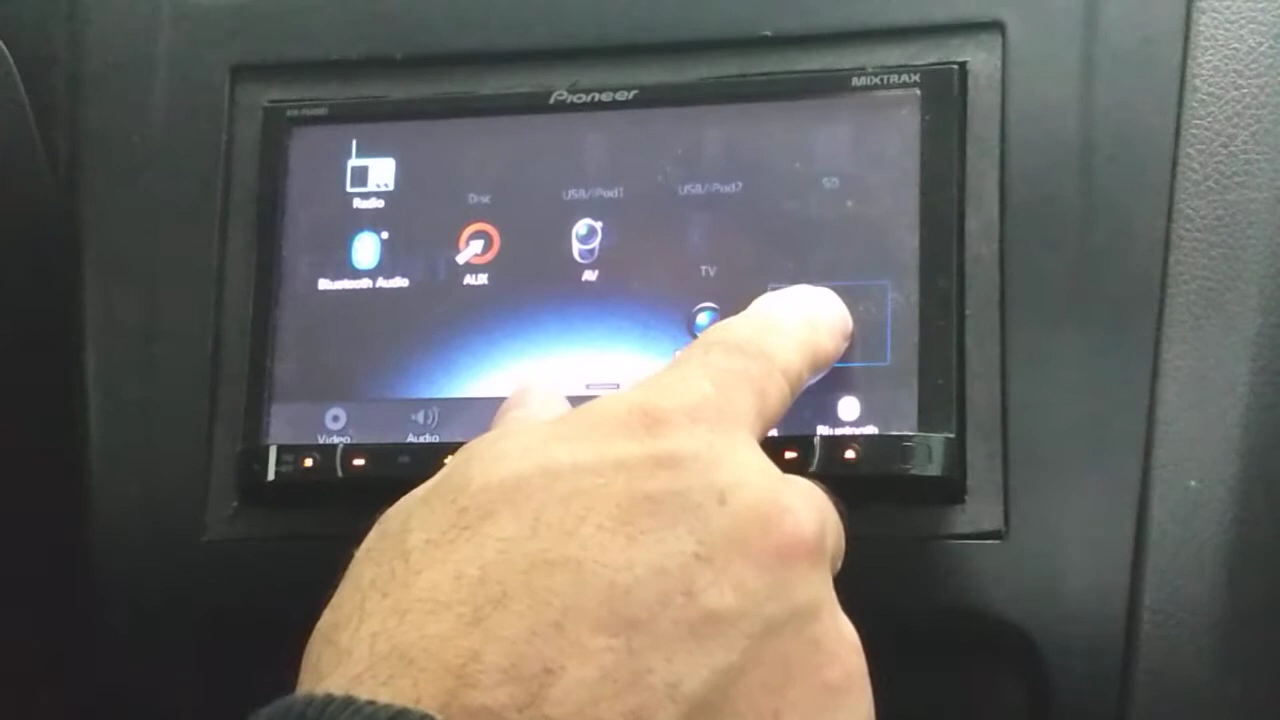 Pioneer
MIXTRAX
Radio
Disc
USB/iPod1
USB/iPod2
SD
Bluetooth Audio
AUX
AV
TV
Video
Audio
Bluetooth